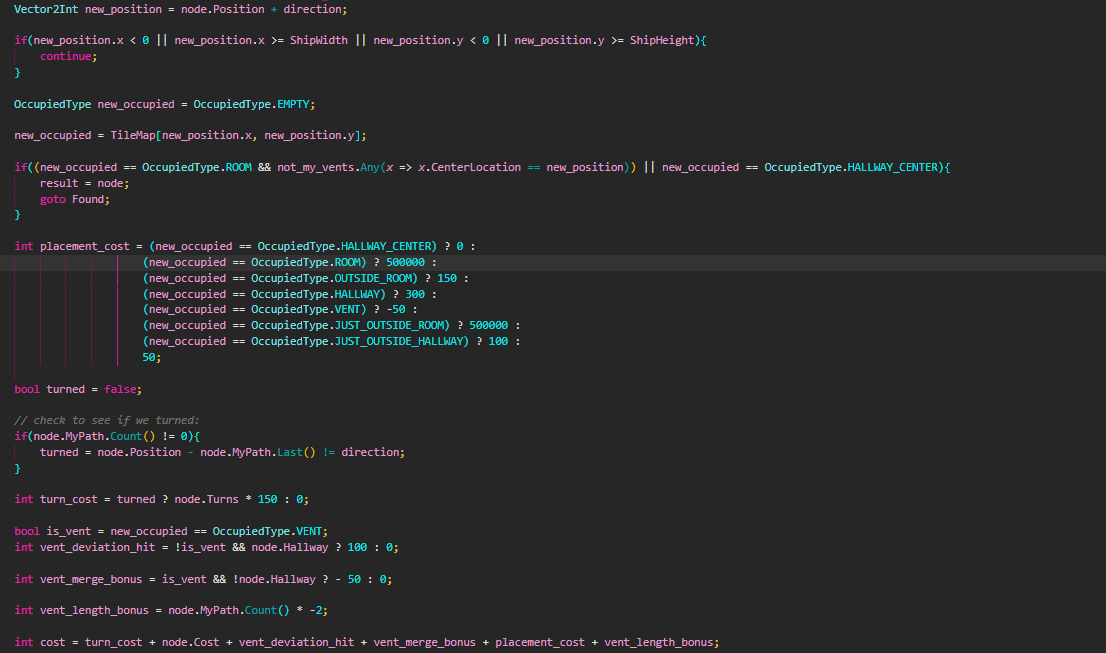 Vector2Int new_position = node.Position + direction;
if(new_position.x < 0 || new_position.x >= ShipWidth || new_position.y < 0 || new_position.y >= ShipHeight){
continue;
}
OccupiedType new_occupied = OccupiedType.EMPTY;
new_occupied = TileMap[new_position.x, new_position.y];
if((new_occupied == OccupiedType.ROOM && not_my_vents.Any(x => x.CenterLocation == new_position)) || new_occupied == OccupiedType.HALLWAY_CENTER){
result = node;
goto Found;
}
int placement_cost = (new_occupied == OccupiedType.HALLWAY_CENTER) ? 0 :
(new_occupied == OccupiedType.ROOM) ? 500000 :
(new_occupied == OccupiedType.OUTSIDE_ROOM) ? 150 :
(new_occupied == OccupiedType.HALLWAY) ? 300 :
(new_occupied == OccupiedType.VENT) ? -50 :
(new_occupied == OccupiedType.JUST_OUTSIDE_ROOM) ? 500000 :
(new_occupied == OccupiedType.JUST_OUTSIDE_HALLWAY) ? 100 :
50;
bool turned = false;
// check to see if we turned:
if(node.MyPath.Count() != 0){
turned = node.Position - node.MyPath.Last() != direction;
}
int turn_cost = turned ? node.Turns * 150 : 0;
bool is_vent = new_occupied == OccupiedType.VENT;
int vent_deviation_hit = !is_vent && node.Hallway ? 100 : 0;
int vent_merge_bonus = is_vent && !node.Hallway ? - 50 : 0;
int vent_length_bonus = node.MyPath.Count() * -2;
int cost = turn_cost + node.Cost + vent_deviation_hit + vent_merge_bonus + placement_cost + vent_length_bonus;